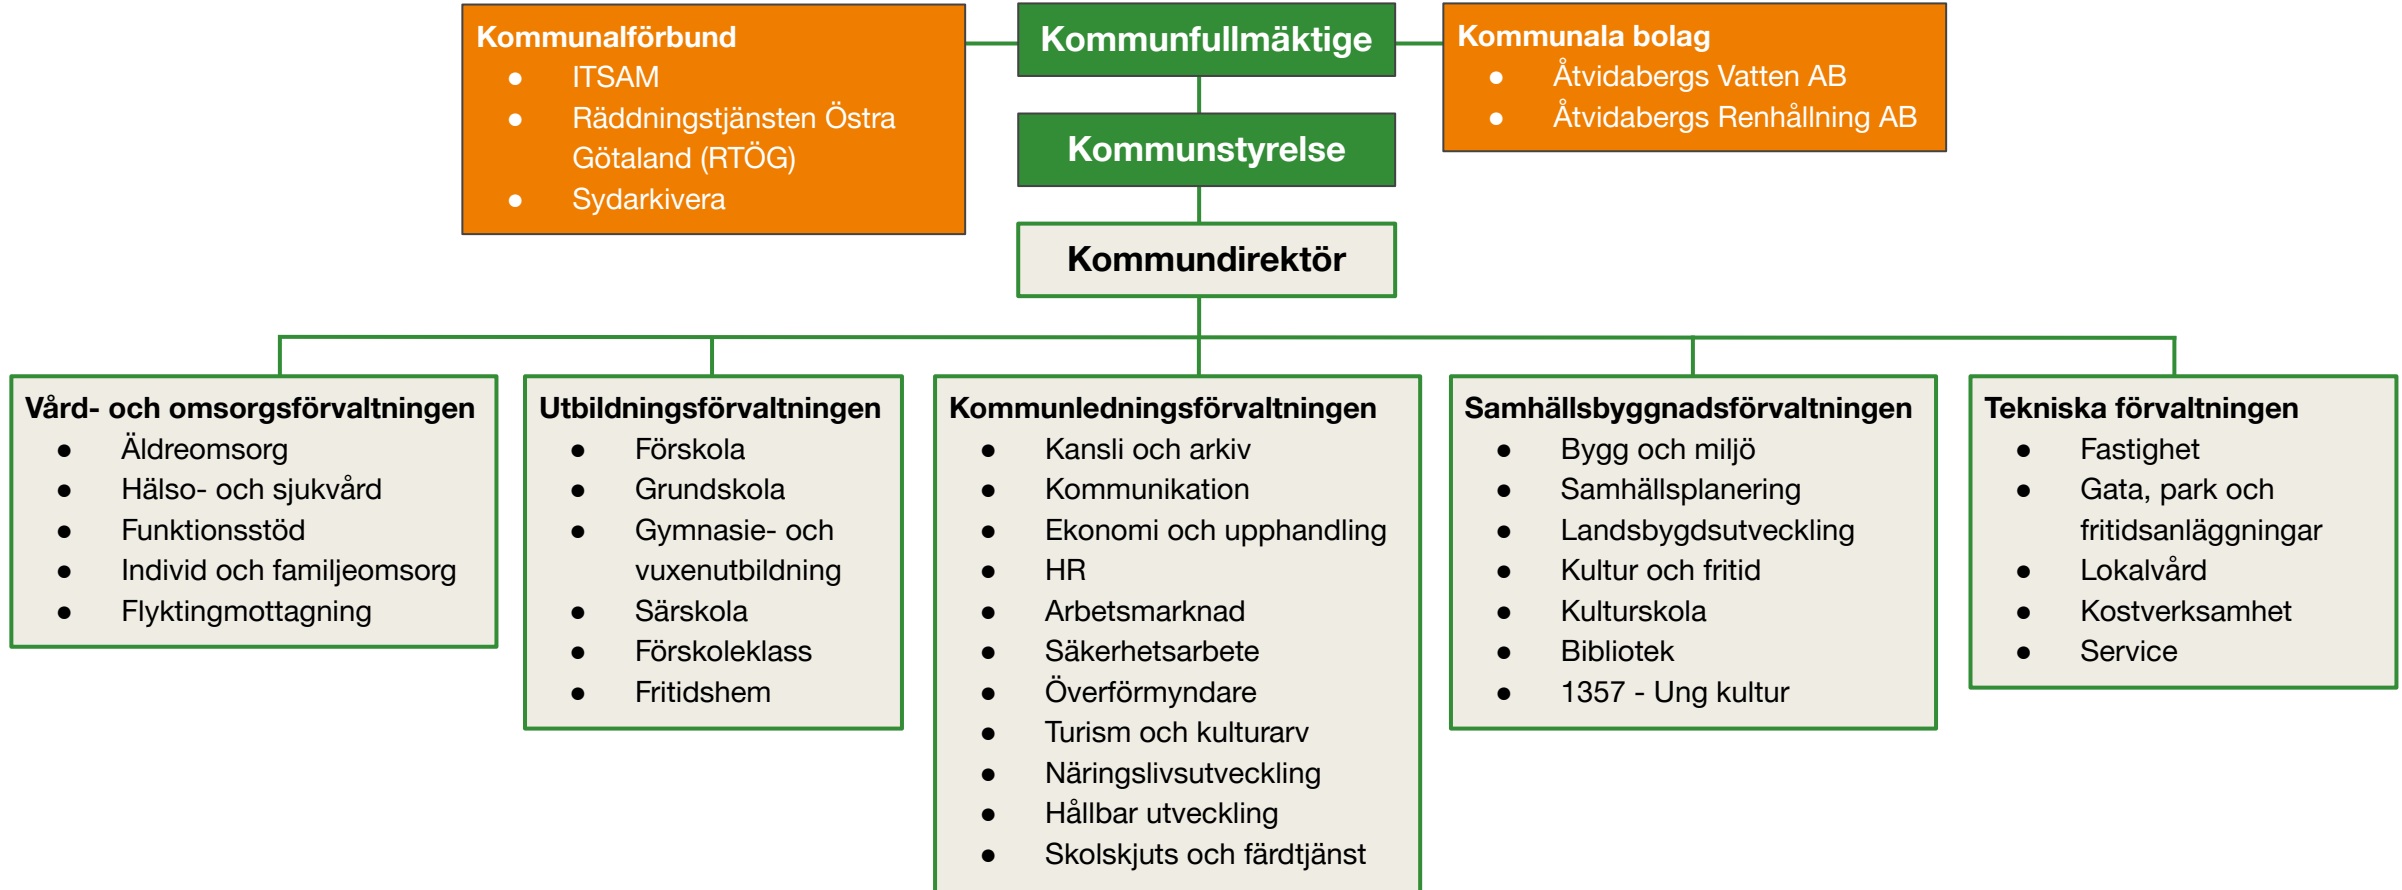 Kommunalförbund
● ITSAM
● Räddningstjänsten Östra
Götaland (RTÖG)
● Sydarkivera
Kommunfullmäktige
Kommunala bolag
● Åtvidabergs Vatten AB
● Åtvidabergs Renhållning AB
Kommunstyrelse
Kommundirektör
Vård- och omsorgsförvaltningen
● Äldreomsorg
● Hälso- och sjukvård
● Funktionsstöd
● Individ och familjeomsorg
● Flyktingmottagning
Utbildningsförvaltningen
● Förskola
● Grundskola
● Gymnasie- och
vuxenutbildning
● Särskola
● Förskoleklass
● Fritidshem
Kommunledningsförvaltningen
● Kansli och arkiv
● Kommunikation
● Ekonomi och upphandling
● HR
● Arbetsmarknad
● Säkerhetsarbete
● Överförmyndare
● Turism och kulturarv
● Näringslivsutveckling
● Hållbar utveckling
● Skolskjuts och färdtjänst
Samhällsbyggnadsförvaltningen
● Bygg och miljö
● Samhällsplanering
● Landsbygdsutveckling
● Kultur och fritid
● Kulturskola
● Bibliotek
● 1357 - Ung kultur
Tekniska förvaltningen
● Fastighet
● Gata, park och
fritidsanläggningar
● Lokalvård
● Kostverksamhet
● Service